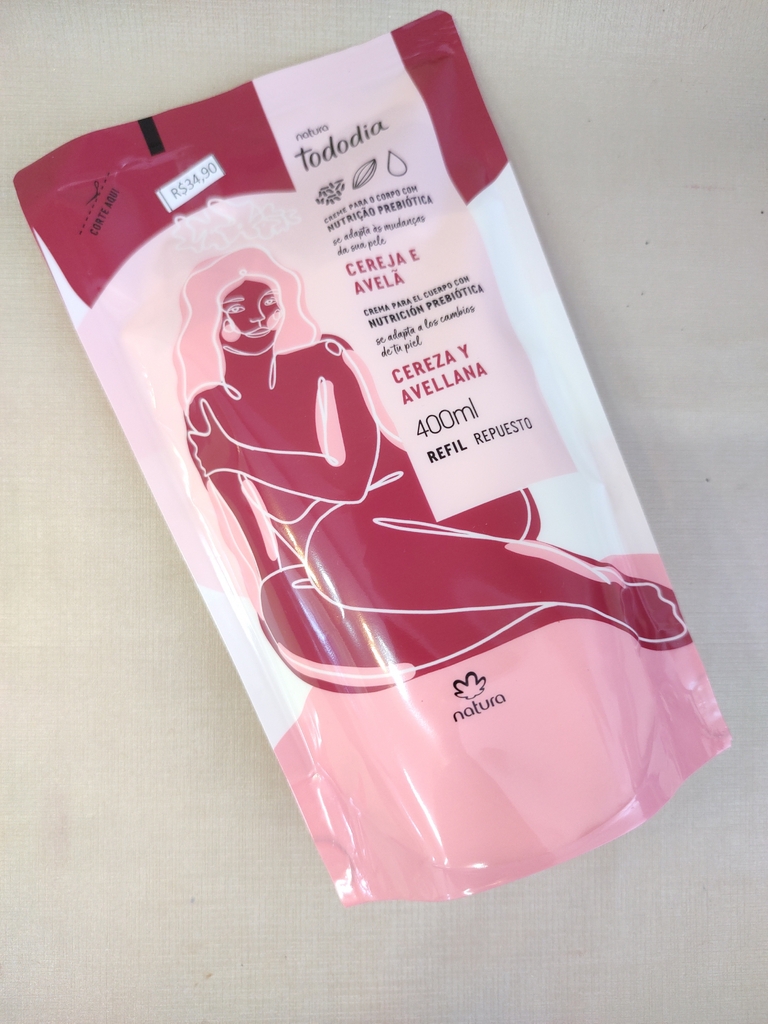 CORTE AQUI
R$34,90
natura
tododia
CREME PARA O CORPO COM
NUTRIÇÃO PREBIÓTICA
se adapta às mudanças
da sua pele
CEREJA E
AVELÃ
CREMA PARA EL CUERPO CON
NUTRICIÓN PREBIÓTICA
se adapta a los cambios
de tu piel
CEREZA Y
AVELLANA
400ml
REFIL REPUESTO
natura